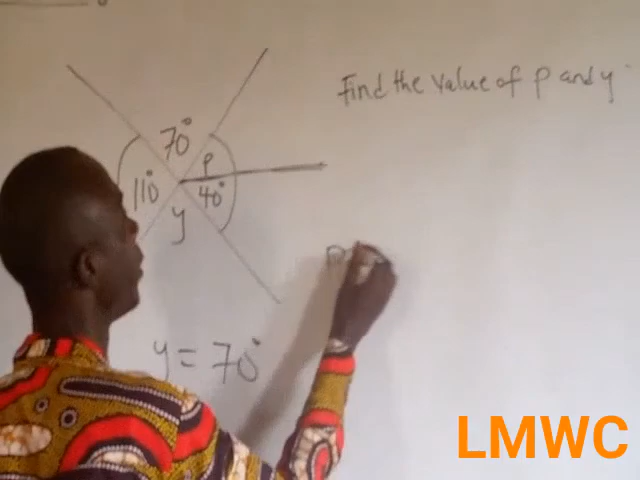 Find the value of p and y
70°
p
110°
40°
y
y = 70°
p
LMWC